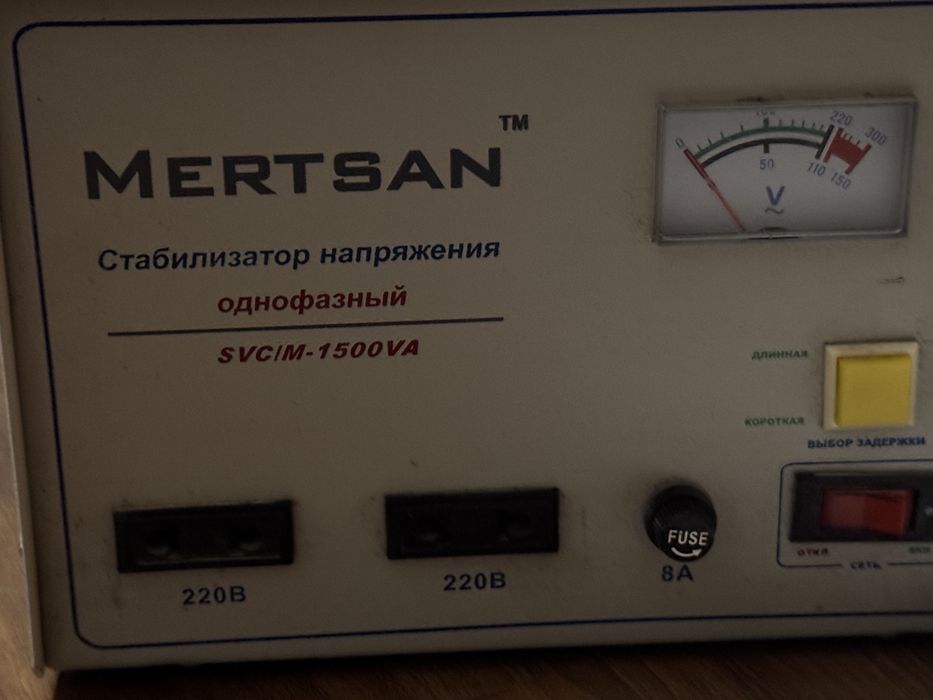 MERTSAN™
Стабилизатор напряжения
однофазный
SVC/M-1500VA
0 220 300
50 110 150
V
~
ДЛИННАЯ
КОРОТКАЯ
ВЫБОР ЗАДЕРЖКИ
220В
220В
FUSE
8А
ОТКЛ
СЕТЬ